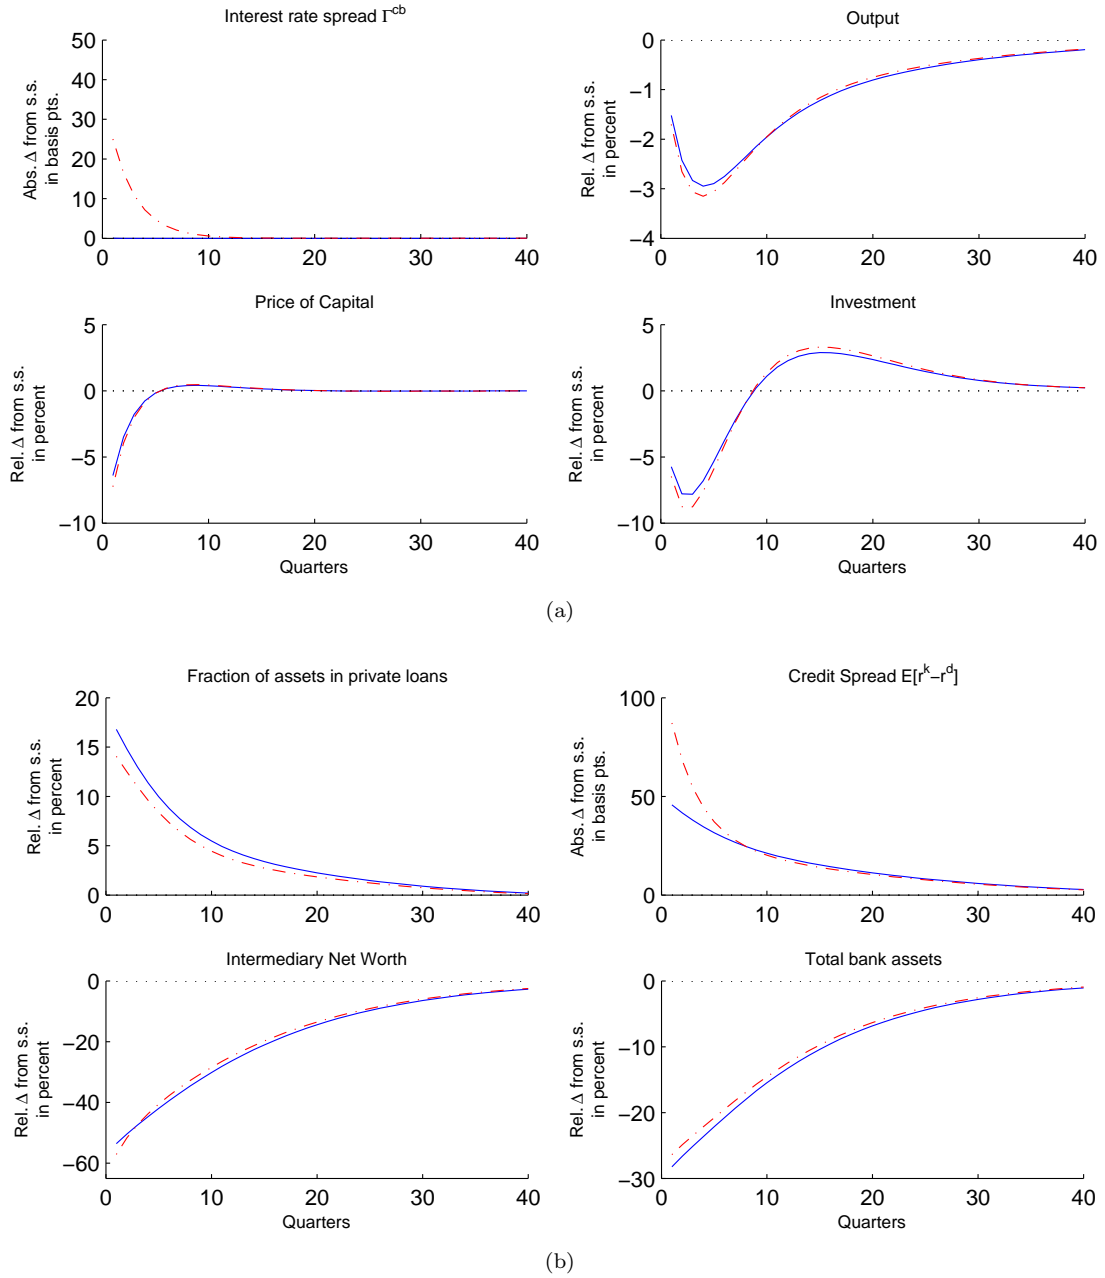 Interest rate spread Γcb
Abs. Δ from s.s.
in basis pts.
50
40
30
20
10
0
0 10 20 30 40
Output
Rel. Δ from s.s.
in percent
0
−1
−2
−3
−4
0 10 20 30 40
Price of Capital
Rel. Δ from s.s.
in percent
5
0
−5
−10
0 10 20 30 40
Quarters
Investment
Rel. Δ from s.s.
in percent
5
0
−5
−10
0 10 20 30 40
Quarters
(a)
Fraction of assets in private loans
Rel. Δ from s.s.
in percent
20
15
10
5
0
0 10 20 30 40
Credit Spread E[rk−rd]
Abs. Δ from s.s.
in basis pts.
100
50
0
0 10 20 30 40
Intermediary Net Worth
Rel. Δ from s.s.
in percent
0
−20
−40
−60
0 10 20 30 40
Quarters
Total bank assets
Rel. Δ from s.s.
in percent
0
−10
−20
−30
0 10 20 30 40
Quarters
(b)